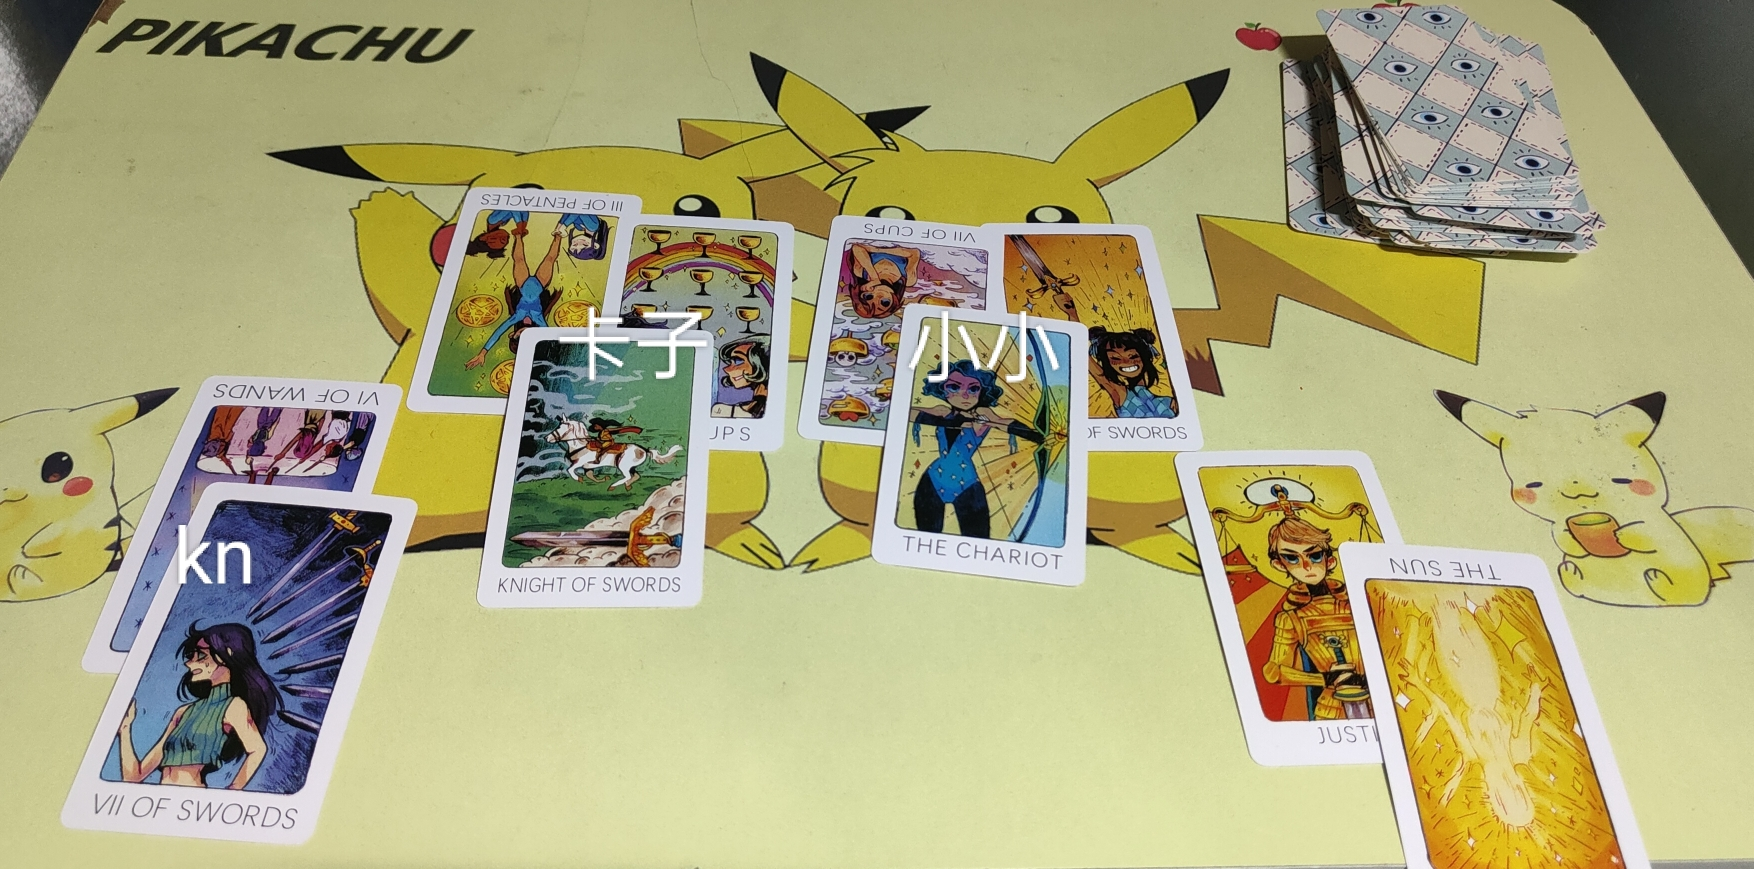 PIKACHU
III OF PENTACLES
UPS
VII OF CUPS
OF SWORDS
卡子
小小
VI OF WANDS
KNIGHT OF SWORDS
THE CHARIOT
JUSTI
THE SUN
kn
VII OF SWORDS